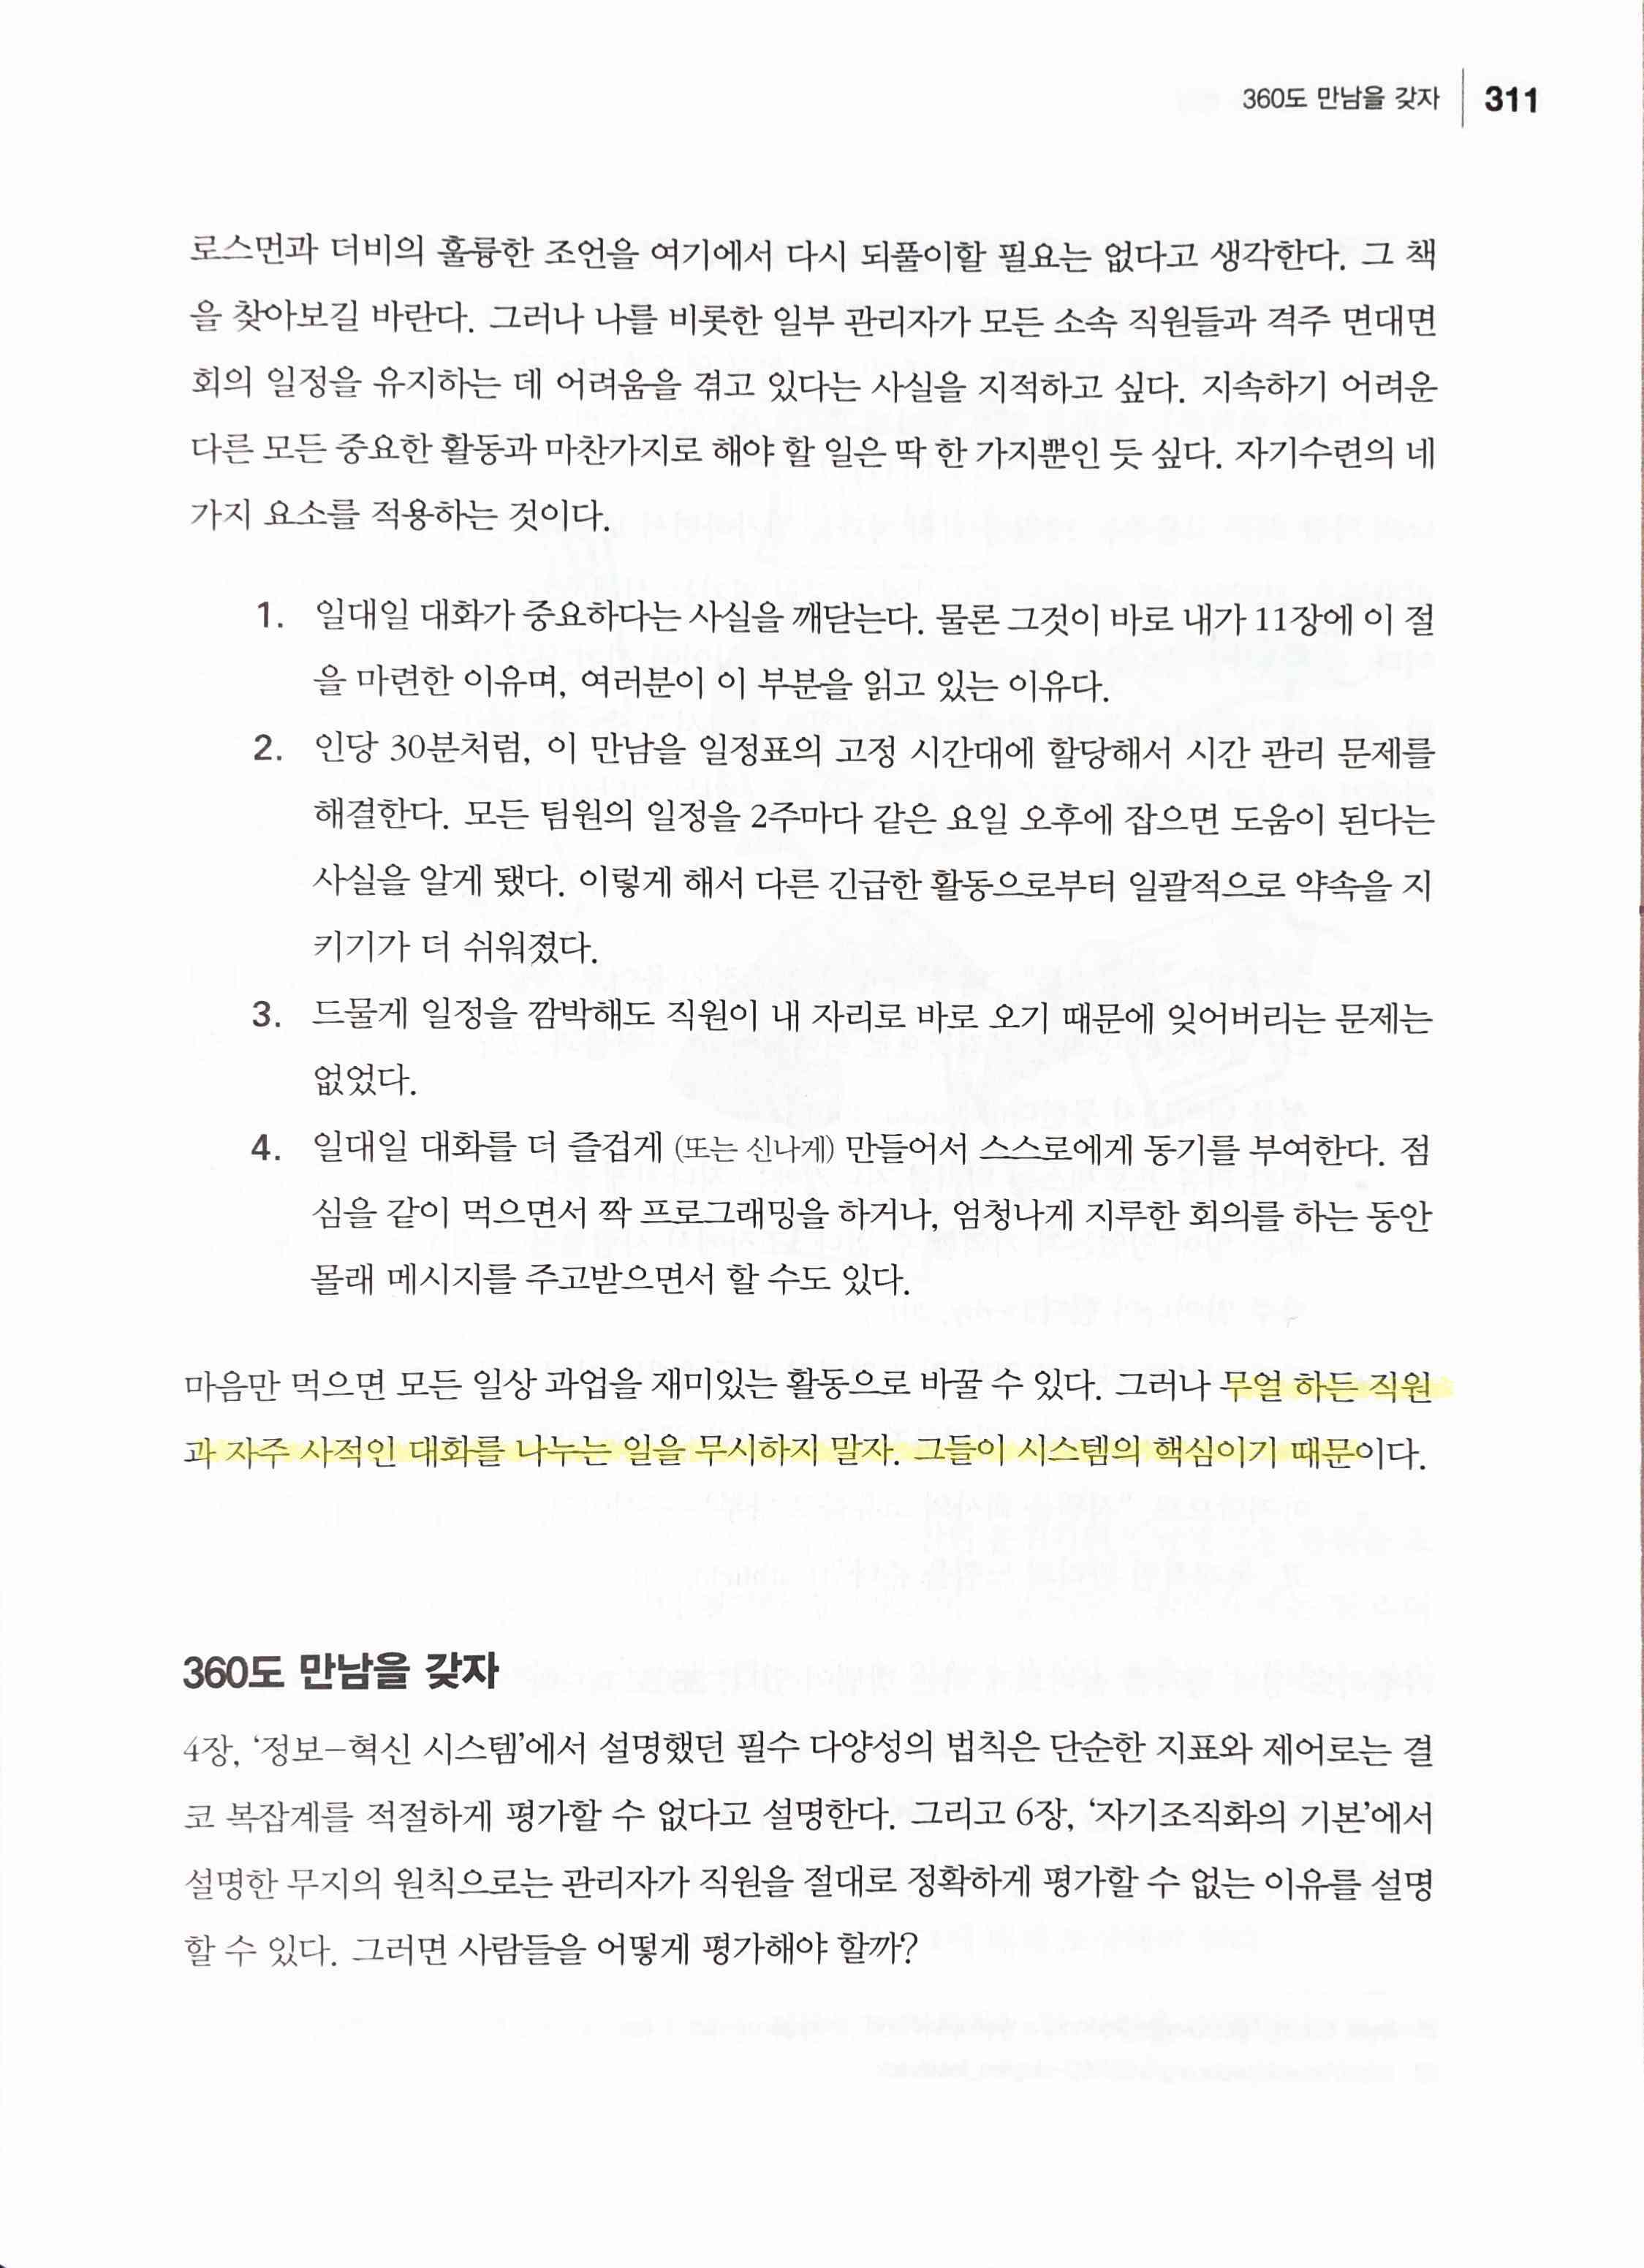 360도 만남을 갖자 311
로스먼과 더비의 훌륭한 조언을 여기에서 다시 되풀이할 필요는 없다고 생각한다. 그 책
을 찾아보길 바란다. 그러나 나를 비롯한 일부 관리자가 모든 소속 직원들과 격주 면대면
회의 일정을 유지하는 데 어려움을 겪고 있다는 사실을 지적하고 싶다. 지속하기 어려운
다른 모든 중요한 활동과 마찬가지로 해야 할 일은 딱 한 가지뿐인 듯 싶다. 자기수련의 네
가지 요소를 적용하는 것이다.
1. 일대일 대화가 중요하다는 사실을 깨닫는다. 물론 그것이 바로 내가 11장에 이 절
을 마련한 이유며, 여러분이 이 부분을 읽고 있는 이유다.
2. 인당 30분처럼, 이 만남을 일정표의 고정 시간대에 할당해서 시간 관리 문제를
해결한다. 모든 팀원의 일정을 2주마다 같은 요일 오후에 잡으면 도움이 된다는
사실을 알게 됐다. 이렇게 해서 다른 긴급한 활동으로부터 일괄적으로 약속을 지
키기가 더 쉬워졌다.
3. 드물게 일정을 깜박해도 직원이 내 자리로 바로 오기 때문에 잊어버리는 문제는
없었다.
4. 일대일 대화를 더 즐겁게 (또는 신나게) 만들어서 스스로에게 동기를 부여한다. 점
심을 같이 먹으면서 짝 프로그래밍을 하거나, 엄청나게 지루한 회의를 하는 동안
몰래 메시지를 주고받으면서 할 수도 있다.
마음만 먹으면 모든 일상 과업을 재미있는 활동으로 바꿀 수 있다. 그러나 무얼 하든 직원
과 자주 사적인 대화를 나누는 일을 무시하지 말자. 그들이 시스템의 핵심이기 때문이다.
360도 만남을 갖자
4장, ‘정보–혁신 시스템’에서 설명했던 필수 다양성의 법칙은 단순한 지표와 제어로는 결
코 복잡계를 적절하게 평가할 수 없다고 설명한다. 그리고 6장, ‘자기조직화의 기본’에서
설명한 무지의 원칙으로는 관리자가 직원을 절대로 정확하게 평가할 수 없는 이유를 설명
할 수 있다. 그러면 사람들을 어떻게 평가해야 할까?